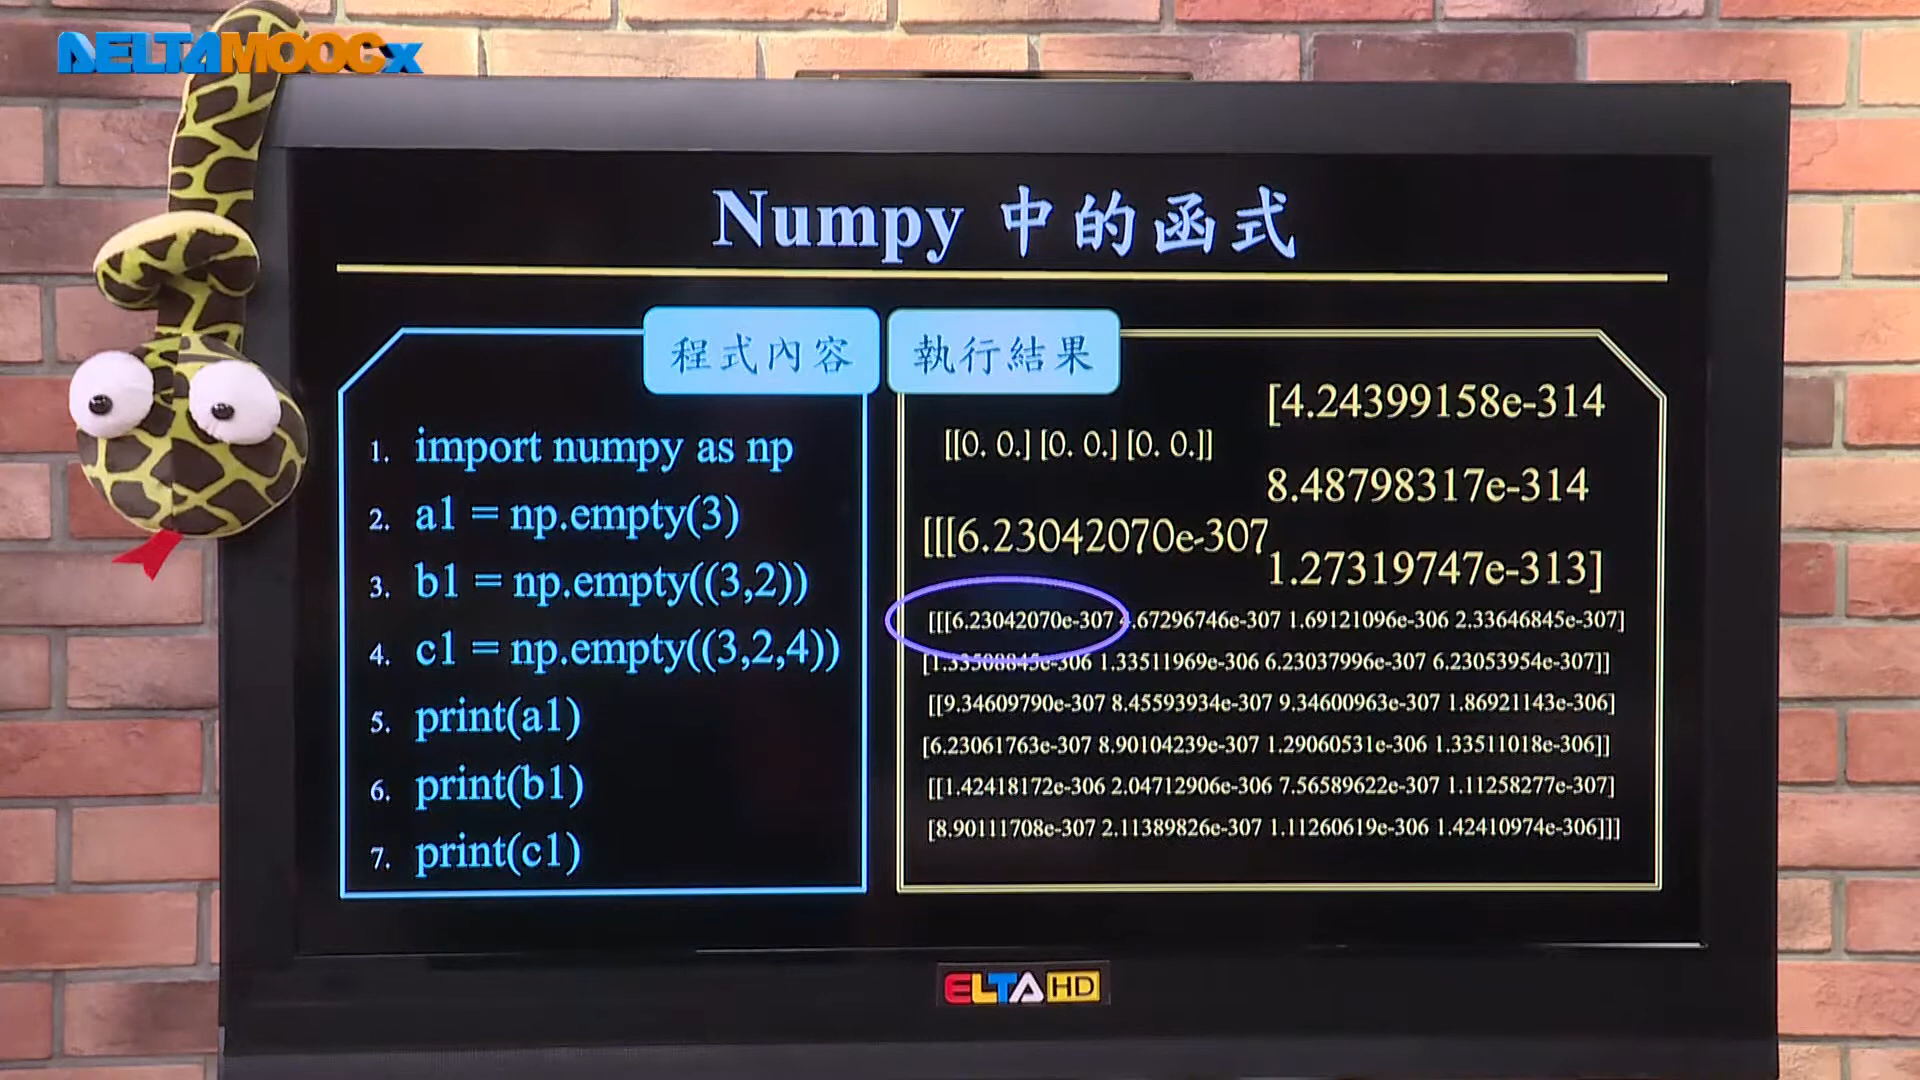 DELTAMOOCx
Numpy 中的函式
程式內容
1. import numpy as np
2. a1 = np.empty(3)
3. b1 = np.empty((3,2))
4. c1 = np.empty((3,2,4))
5. print(a1)
6. print(b1)
7. print(c1)
執行結果
[4.24399158e-314
8.48798317e-314
1.27319747e-313]
[[0. 0.] [0. 0.] [0. 0.]]
[[[6.23042070e-307
[[[6.23042070e-307 4.67296746e-307 1.69121096e-306 2.33646845e-307]
[1.33508845e-306 1.33511969e-306 6.23037996e-307 6.23053954e-307]]
[[9.34609790e-307 8.45593934e-307 9.34600963e-307 1.86921143e-306]
[6.23061763e-307 8.90104239e-307 1.29060531e-306 1.33511018e-306]]
[[1.42418172e-306 2.04712906e-306 7.56589622e-307 1.11258277e-307]
[8.90111708e-307 2.11389826e-307 1.11260619e-306 1.42410974e-306]]]
ELTA HD